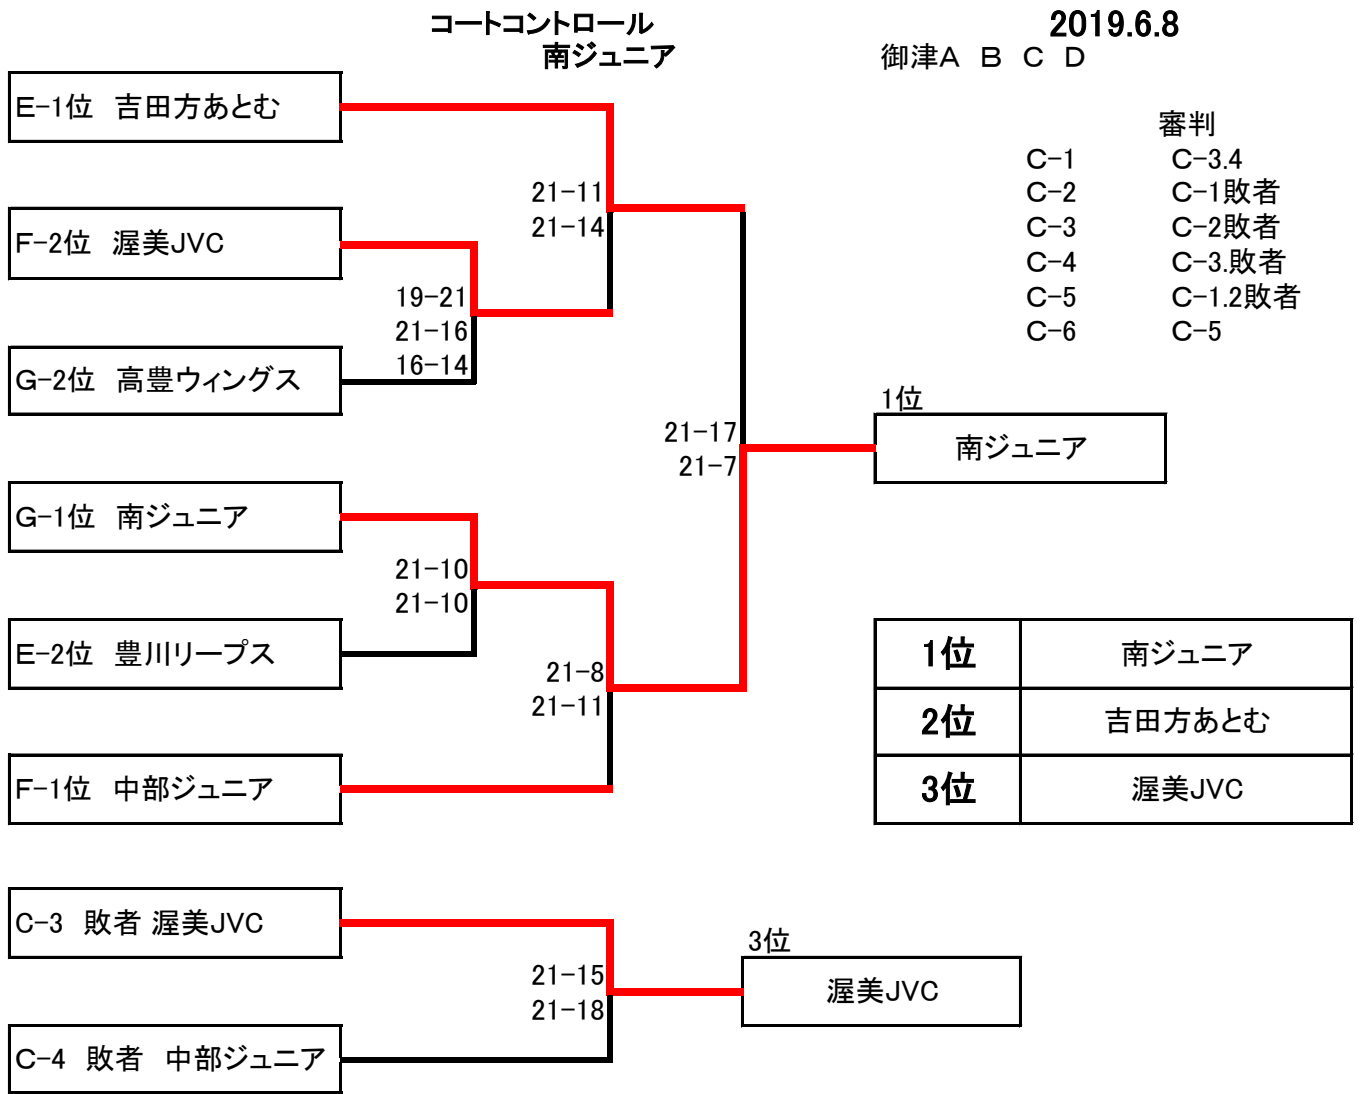 コートコントロール
南ジュニア
2019.6.8
御津A B C D
審判
C-1 C-3.4
C-2 C-1敗者
C-3 C-2敗者
C-4 C-3.敗者
C-5 C-1.2敗者
C-6 C-5
E-1位 吉田方あとむ
21-11
21-14
F-2位 渥美JVC
19-21
21-16
16-14
G-2位 高豊ウィングス
21-17
21-7
1位
南ジュニア
G-1位 南ジュニア
21-10
21-10
E-2位 豊川リープス
21-8
21-11
F-1位 中部ジュニア
1位 南ジュニア
2位 吉田方あとむ
3位 渥美JVC
C-3 敗者 渥美JVC
21-15
21-18
3位
渥美JVC
C-4 敗者 中部ジュニア